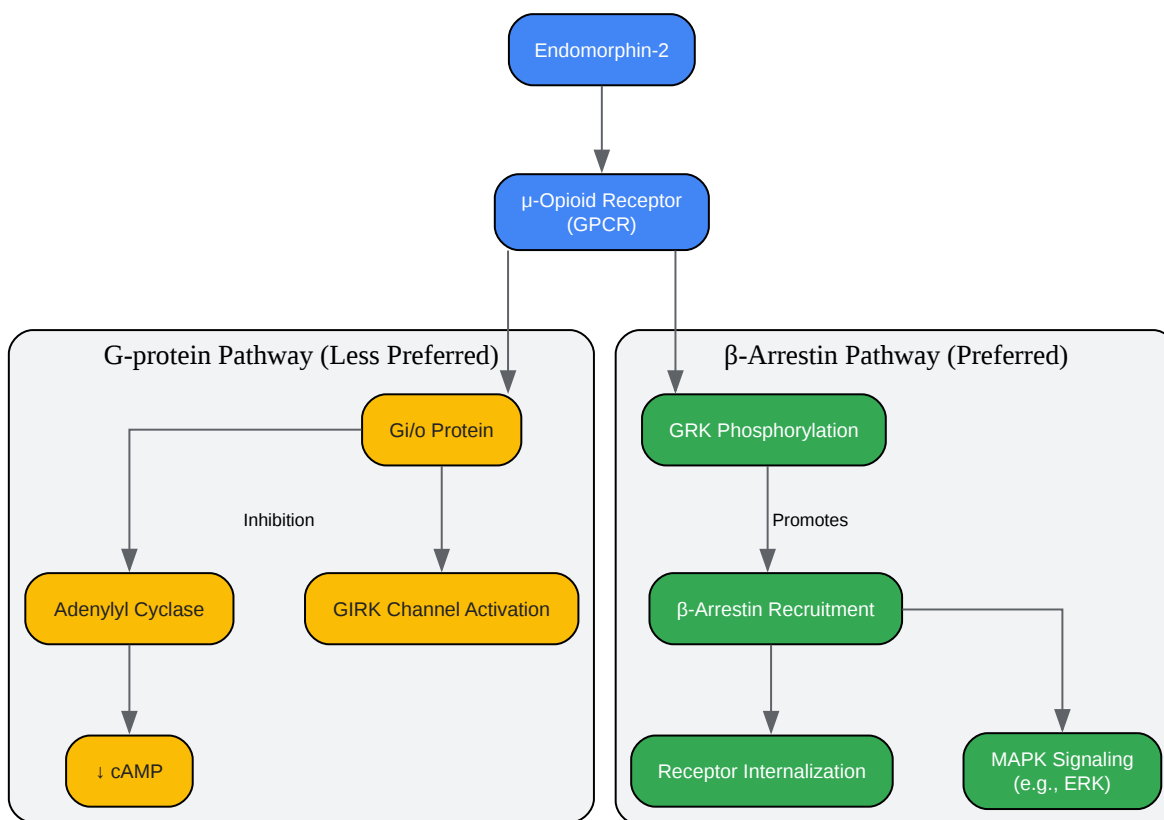 Endomorphin-2
μ-Opioid Receptor
(GPCR)
G-protein Pathway (Less Preferred)
β-Arrestin Pathway (Preferred)
Gi/o Protein
GRK Phosphorylation
Inhibition
Promotes
Adenylyl Cyclase
GIRK Channel Activation
β-Arrestin Recruitment
↓ cAMP
Receptor Internalization
MAPK Signaling
(e.g., ERK)